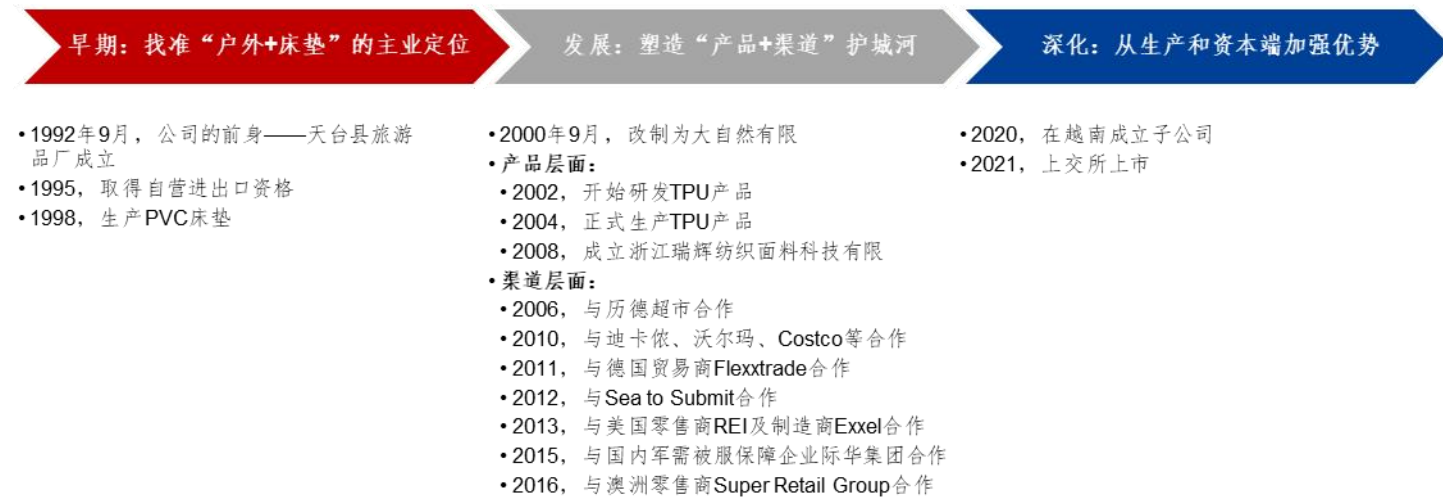 早期：找准“户外+床垫”的主业定位
发展：塑造“产品+渠道”护城河
深化：从生产和资本端加强优势
•1992年9月，公司的前身——天台县旅游
品厂成立
•1995，取得自营进出口资格
•1998，生产PVC床垫
•2000年9月，改制为大自然有限
•产品层面：
•2002，开始研发TPU产品
•2004，正式生产TPU产品
•2008，成立浙江瑞辉纺织面料科技有限
•渠道层面：
•2006，与历德超市合作
•2010，与迪卡侬、沃尔玛、Costco等合作
•2011，与德国贸易商Flexxtrade合作
•2012，与Sea to Submit合作
•2013，与美国零售商REI及制造商Exxel合作
•2015，与国内军需被服保障企业际华集团合作
•2016，与澳洲零售商Super Retail Group合作
•2020，在越南成立子公司
•2021，上交所上市